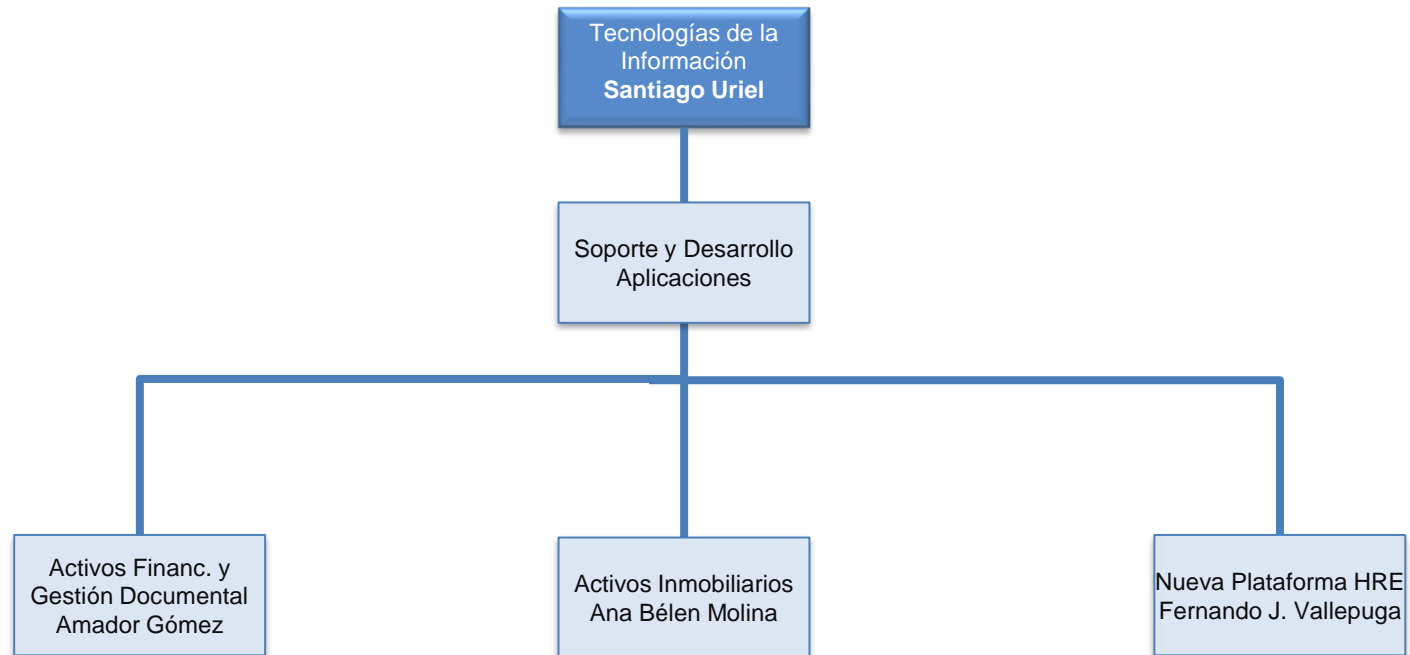 Tecnologías de la
Información
Santiago Uriel
Soporte y Desarrollo
Aplicaciones
Activos Financ. y
Gestión Documental
Amador Gómez
Activos Inmobiliarios
Ana Bélen Molina
Nueva Plataforma HRE
Fernando J. Vallepuga